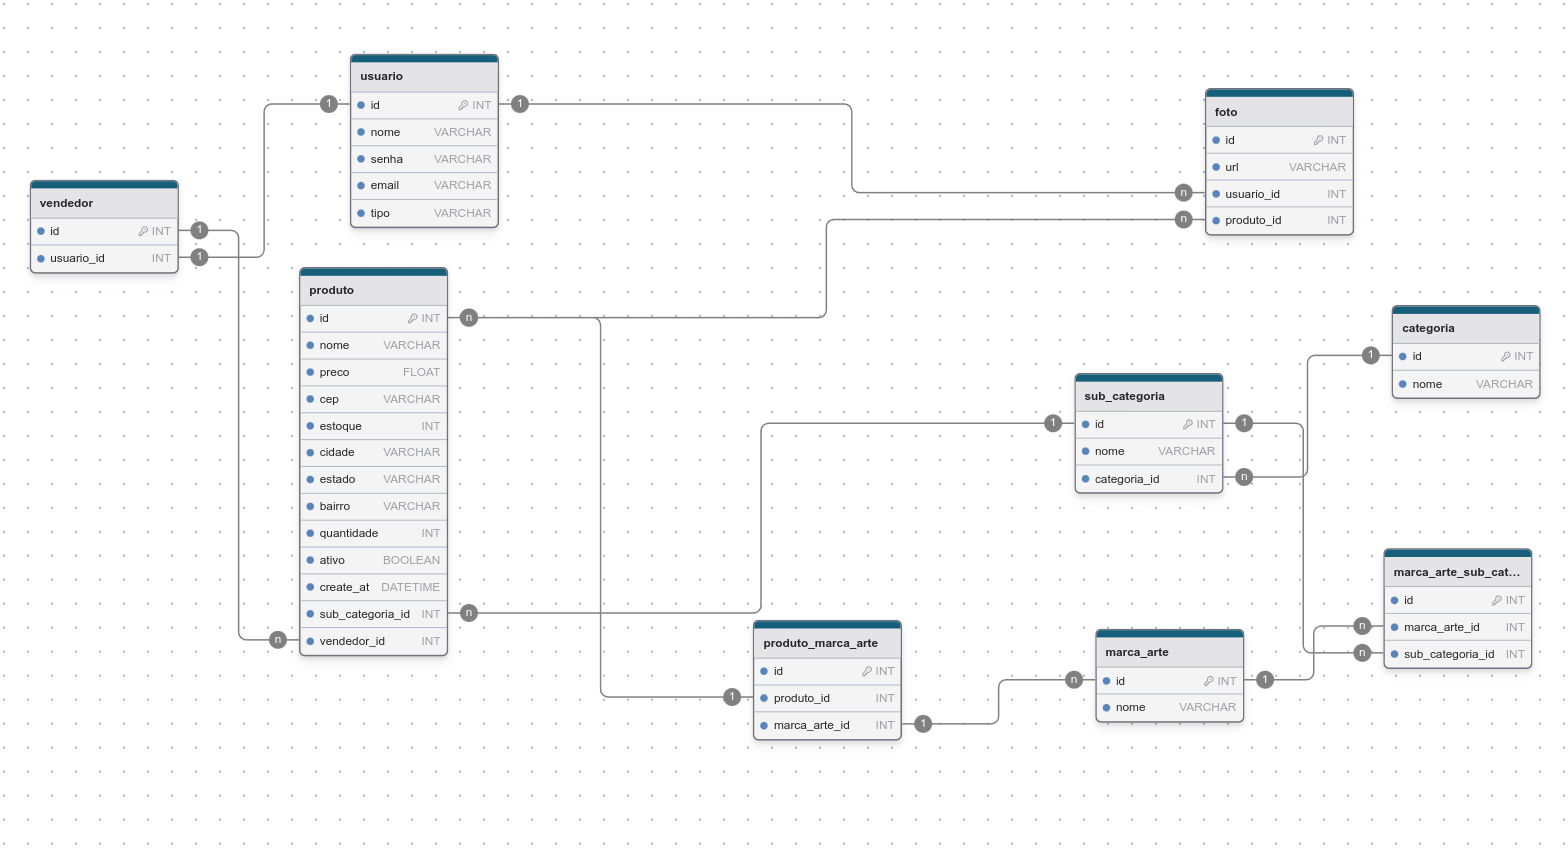 usuario
id INT
nome VARCHAR
senha VARCHAR
email VARCHAR
tipo VARCHAR
1
1
foto
id INT
url VARCHAR
usuario_id INT
produto_id INT
n
n
vendedor
id INT
usuario_id INT
1
1
produto
id INT
nome VARCHAR
preco FLOAT
cep VARCHAR
estoque INT
cidade VARCHAR
estado VARCHAR
bairro VARCHAR
quantidade INT
ativo BOOLEAN
create_at DATETIME
sub_categoria_id INT
vendedor_id INT
n
n
n
categoria
id INT
nome VARCHAR
1
sub_categoria
id INT
nome VARCHAR
categoria_id INT
1
1
n
marca_arte_sub_cat...
id INT
marca_arte_id INT
sub_categoria_id INT
n
n
produto_marca_arte
id INT
produto_id INT
marca_arte_id INT
1
1
marca_arte
id INT
nome VARCHAR
n
1